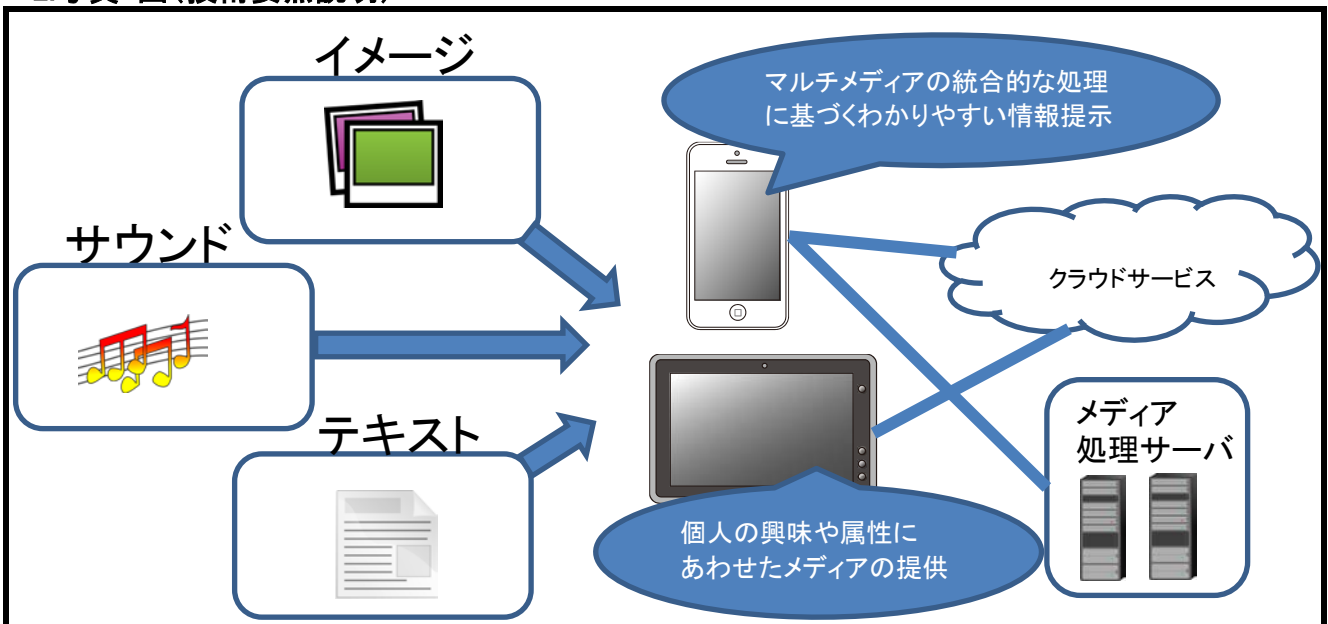 イメージ
マルチメディアの統合的な処理
に基づくわかりやすい情報提示
サウンド
クラウドサービス
テキスト
メディア
処理サーバ
個人の興味や属性に
あわせたメディアの提供